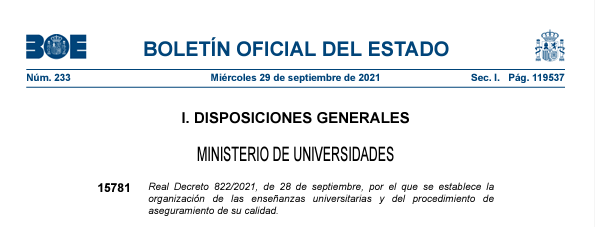 BOE
BOLETÍN OFICIAL DEL ESTADO
Núm. 233 Miércoles 29 de septiembre de 2021 Sec. I. Pág. 119537
I. DISPOSICIONES GENERALES
MINISTERIO DE UNIVERSIDADES
15781 Real Decreto 822/2021, de 28 de septiembre, por el que se establece la
organización de las enseñanzas universitarias y del procedimiento de
aseguramiento de su calidad.